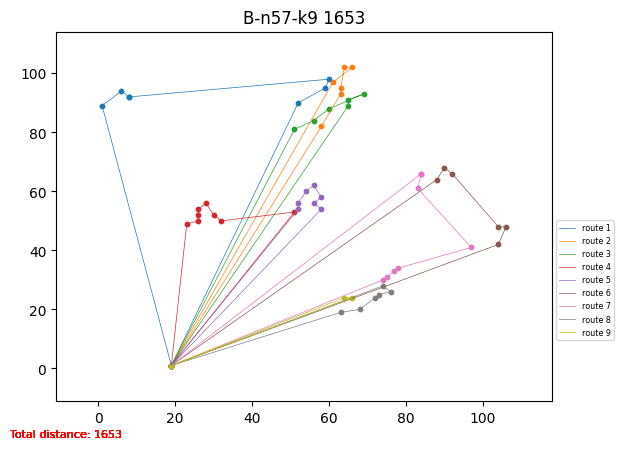 B-n57-k9 1653
100
80
60
40
20
0
0 20 40 60 80 100
route 1
route 2
route 3
route 4
route 5
route 6
route 7
route 8
route 9
Total distance: 1653